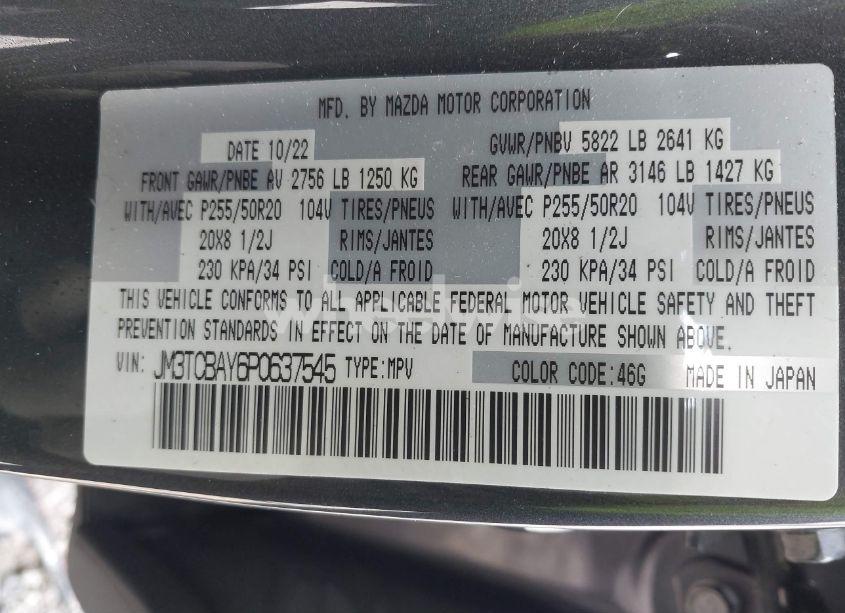 MFD. BY MAZDA MOTOR CORPORATION
DATE 10/22 GVWR/PNBV 5822 LB 2641 KG
FRONT GAWR/PNBE AV 2756 LB 1250 KG REAR GAWR/PNBE AR 3146 LB 1427 KG
WITH/AVEC P255/50R20 104V TIRES/PNEUS WITH/AVEC P255/50R20 104V TIRES/PNEUS
20X8 1/2J RIMS/JANTES 20X8 1/2J RIMS/JANTES
230 KPA/34 PSI COLD/A FROID 230 KPA/34 PSI COLD/A FROID
THIS VEHICLE CONFORMS TO ALL APPLICABLE FEDERAL MOTOR VEHICLE SAFETY AND THEFT
PREVENTION STANDARDS IN EFFECT ON THE DATE OF MANUFACTURE SHOWN ABOVE.
VIN: JM3TCBAY6P0637545 TYPE:MPV COLOR CODE:46G MADE IN JAPAN